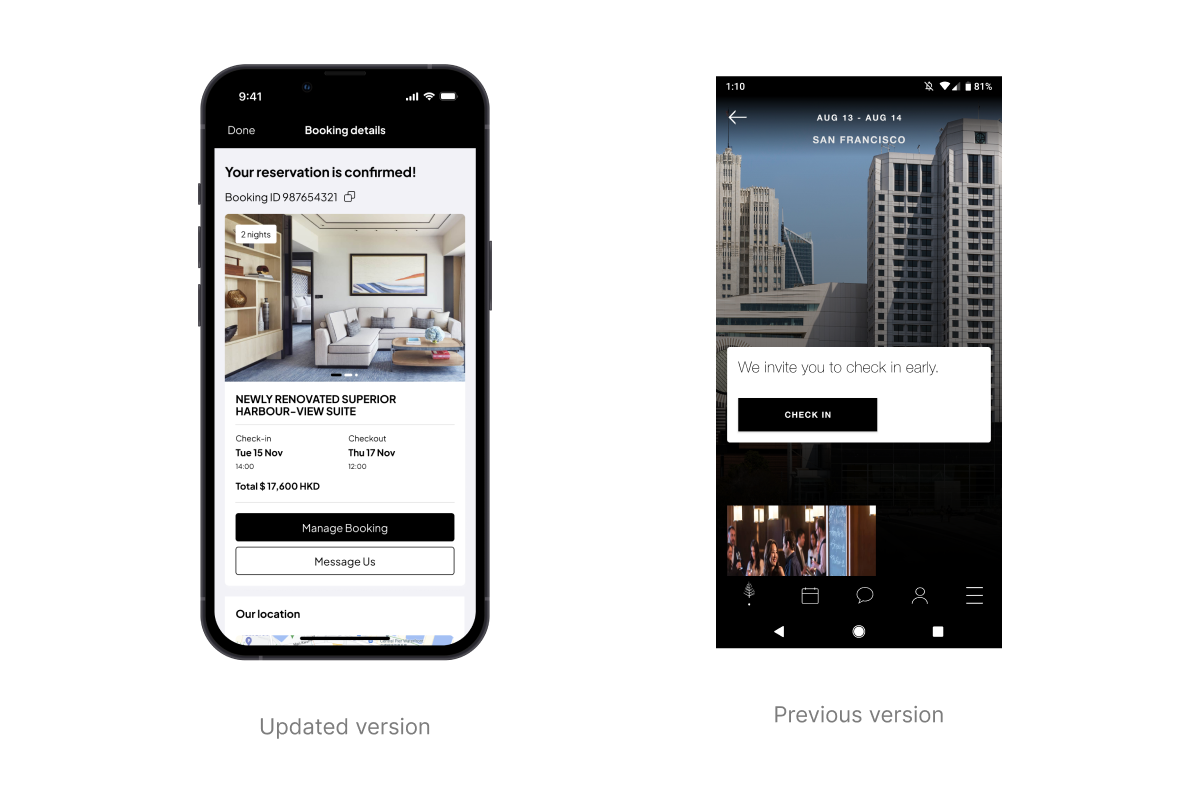 9:41
Done
Booking details
Your reservation is confirmed!
Booking ID 987654321
2 nights
NEWLY RENOVATED SUPERIOR
HARBOUR-VIEW SUITE
Check-in
Checkout
Tue 15 Nov
Thu 17 Nov
14:00
12:00
Total $ 17,600 HKD
Manage Booking
Message Us
Our location
Updated version
1:10
81%
AUG 13 - AUG 14
SAN FRANCISCO
We invite you to check in early.
CHECK IN
Previous version